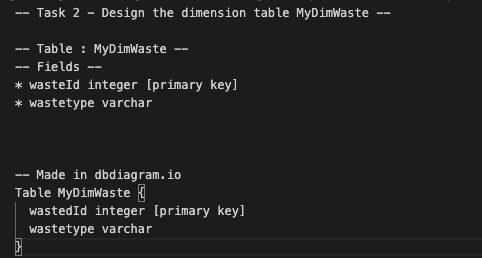 -- Task 2 - Design the dimension table MyDimWaste --
-- Table : MyDimWaste --
-- Fields --
* wasteId integer [primary key]
* wastetype varchar
-- Made in dbdiagram.io
Table MyDimWaste {
wastedId integer [primary key]
wastetype varchar
}